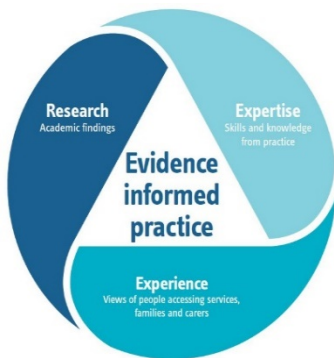 Research
Academic findings
Expertise
Skills and knowledge
from practice
Evidence
informed
practice
Experience
Views of people accessing services,
families and carers